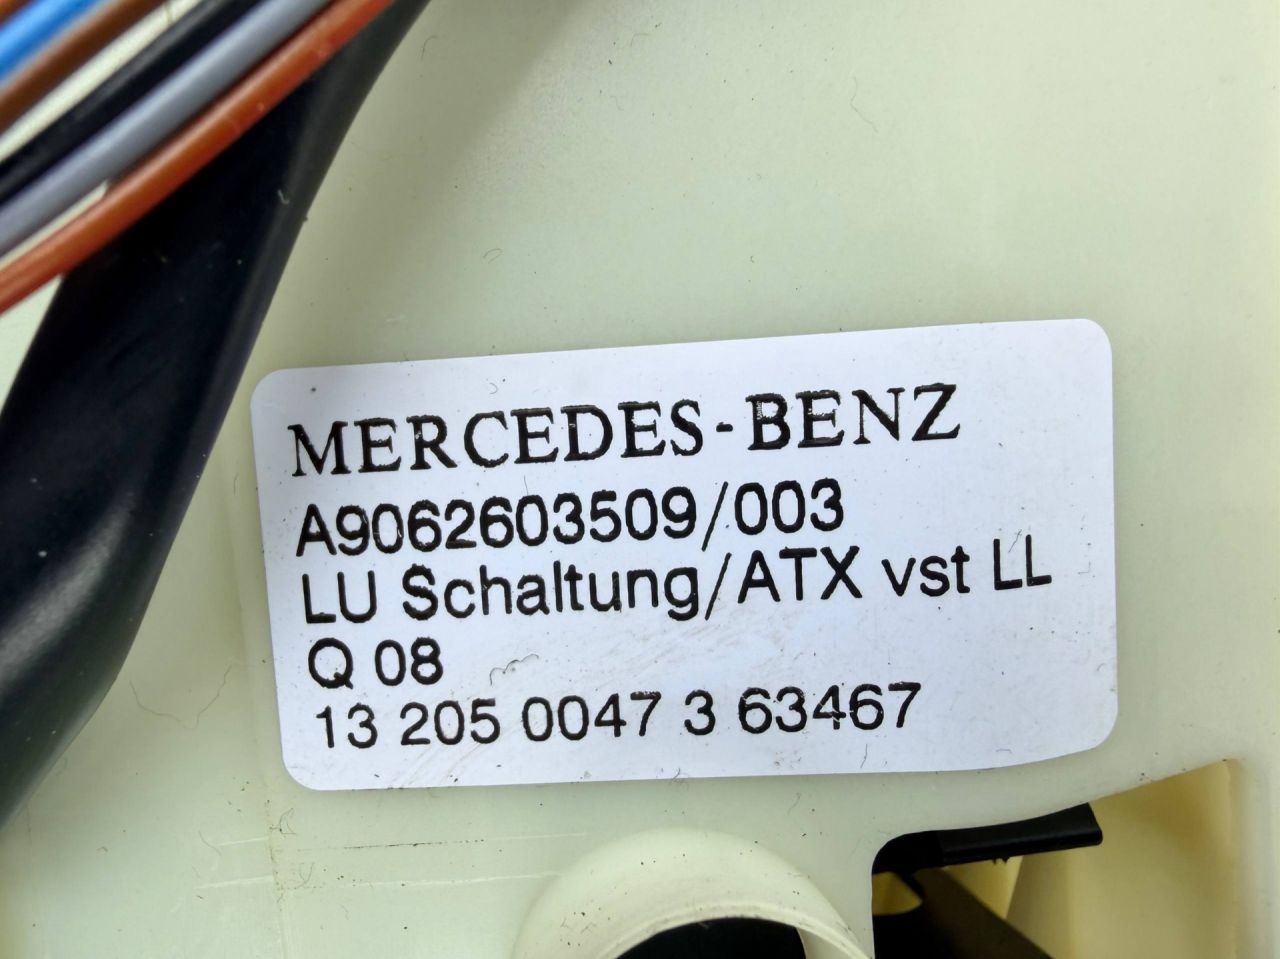 MERCEDES-BENZ
A9062603509/003
LU Schaltung/ATX vst LL
Q 08
13 205 0047 3 63467